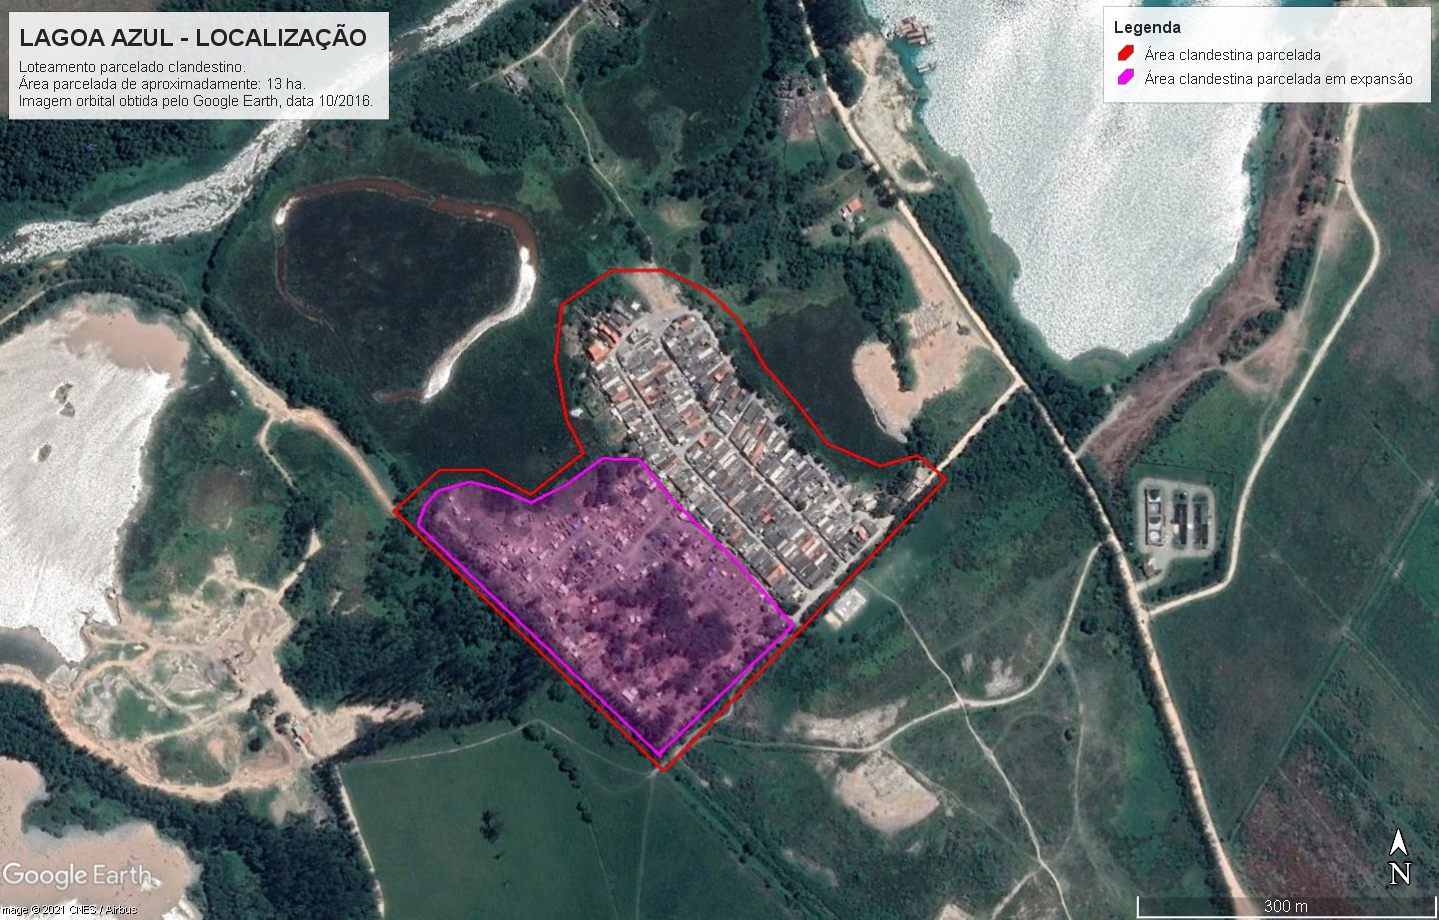 LAGOA AZUL - LOCALIZAÇÃO
Loteamento parcelado clandestino.
Área parcelada de aproximadamente: 13 ha.
Imagem orbital obtida pelo Google Earth, data 10/2016.
Legenda
Área clandestina parcelada
Área clandestina parcelada em expansão
Google Earth
mage © 2021 CNES / Airbus
N
300 m